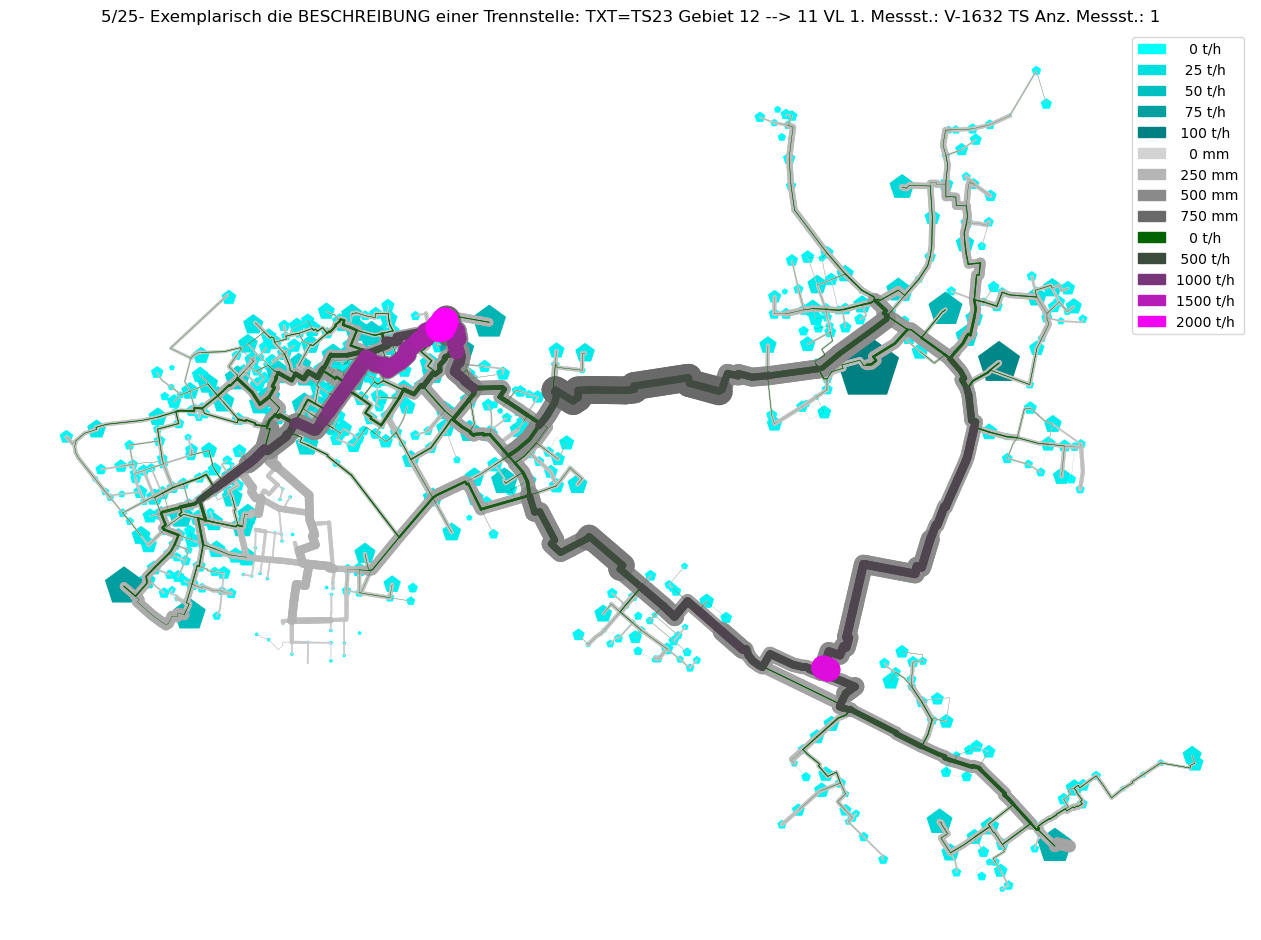 5/25- Exemplarisch die BESCHREIBUNG einer Trennstelle: TXT=TS23 Gebiet 12 --> 11 VL 1. Messst.: V-1632 TS Anz. Messst.: 1
0 t/h
25 t/h
50 t/h
75 t/h
100 t/h
0 mm
250 mm
500 mm
750 mm
0 t/h
500 t/h
1000 t/h
1500 t/h
2000 t/h